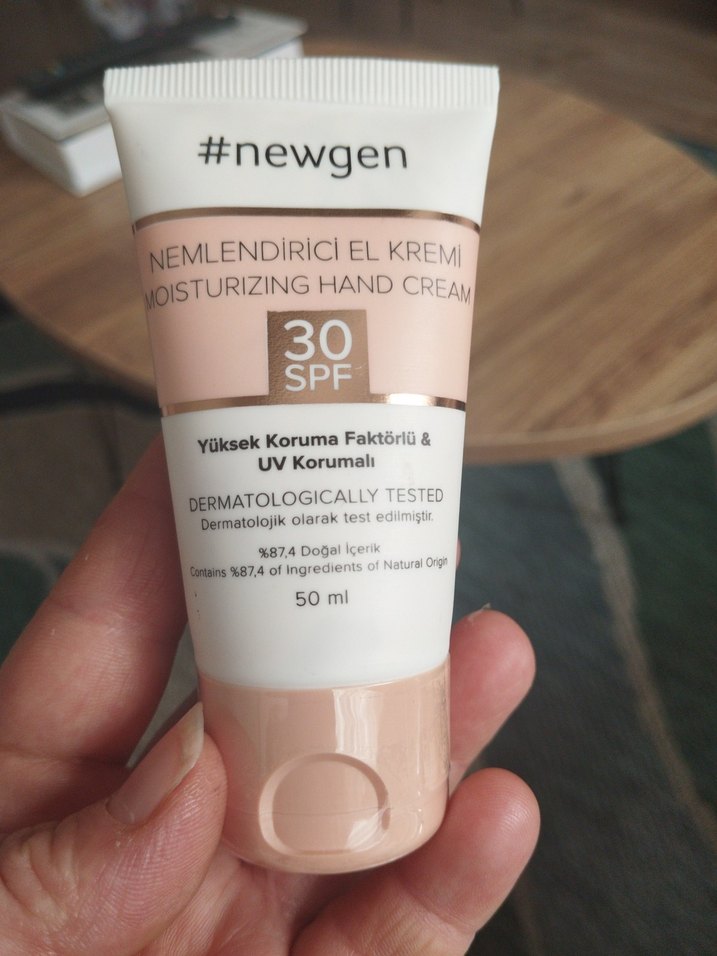 #newgen
NEMLENDİRİCİ EL KREMİ
MOISTURIZING HAND CREAM
30
SPF
Yüksek Koruma Faktörlü &
UV Korumalı
DERMATOLOGICALLY TESTED
Dermatolojik olarak test edilmiştir.
%87,4 Doğal İçerik
Contains %87,4 of Ingredients of Natural Origin
50 ml